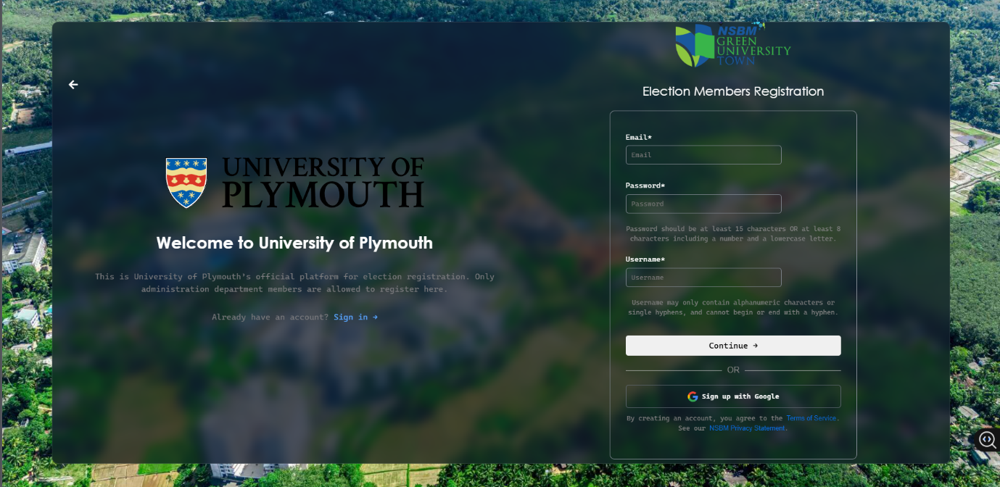 UNIVERSITY OF
PLYMOUTH
Welcome to University of Plymouth
This is University of Plymouth's official platform for election registration. Only
administration department members are allowed to register here.
Already have an account? Sign in →
NSBM
GREEN
UNIVERSITY
TOWN
Election Members Registration
Email*
Email
Password*
Password
Password should be at least 15 characters OR at least 8
characters including a number and a lowercase letter.
Username*
Username
Username may only contain alphanumeric characters or
single hyphens, and cannot begin or end with a hyphen.
Continue →
OR
Sign up with Google
By creating an account, you agree to the Terms of Service.
See our NSBM Privacy Statement.